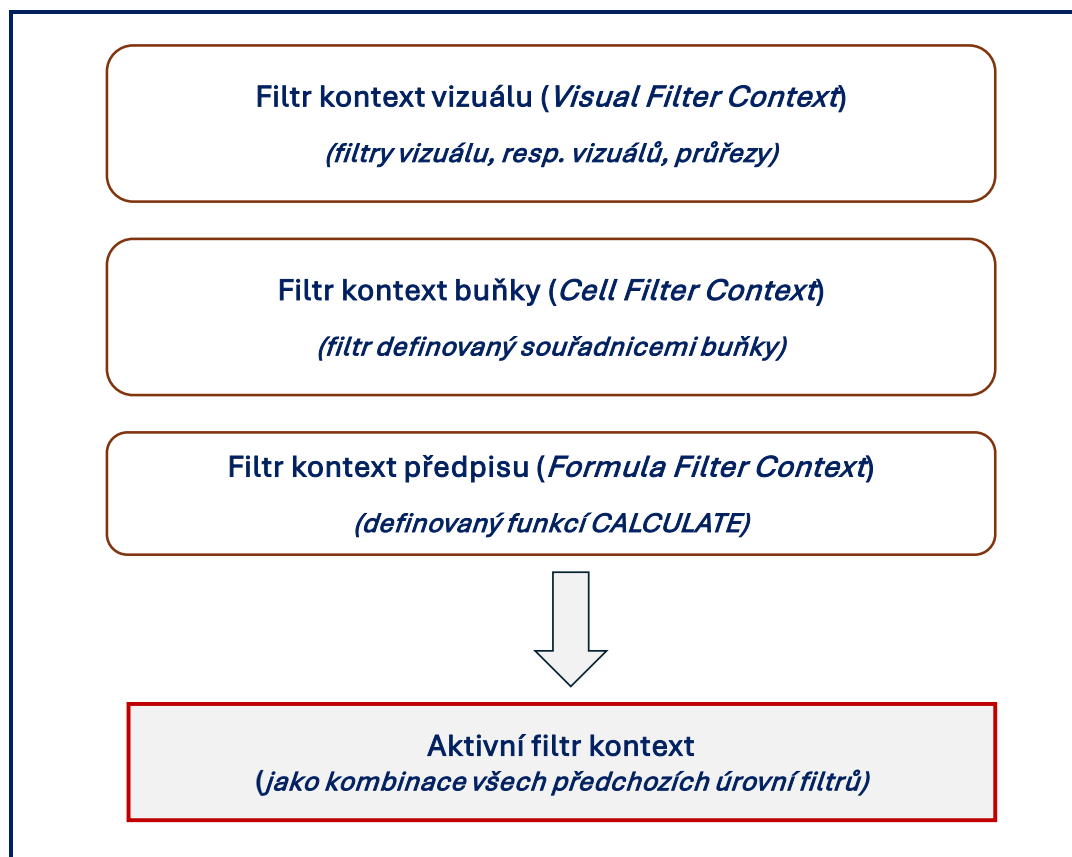 Filtr kontext vizuálu (Visual Filter Context)
(filtry vizuálu, resp. vizuálů, průřezy)
Filtr kontext buňky (Cell Filter Context)
(filtr definovaný souřadnicemi buňky)
Filtr kontext předpisu (Formula Filter Context)
(definovaný funkcí CALCULATE)
Aktivní filtr kontext
(jako kombinace všech předchozích úrovní filtrů)